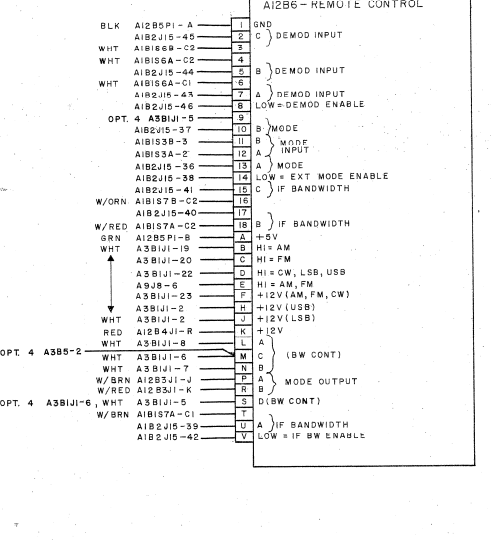 A12B6 - REMOTE CONTROL
BLK A12B5P1-A 1 GND
A1B2J15-45 2 C } DEMOD INPUT
WHT A1B1S6B-C2 3
WHT A1B1S6A-C2 4
A1B2J15-44 5 B } DEMOD INPUT
WHT A1B1S6A-C1 6
A1B2J15-43 7 A } DEMOD INPUT
A1B2J15-46 8 LOW = DEMOD ENABLE
OPT. 4 A3B1J1-5 9
A1B2J15-37 10 B } MODE
A1B1S3B-3 11 B } MODE
A1B1S3A-2 12 A } INPUT
A1B2J15-36 13 A } MODE
A1B2J15-38 14 LOW = EXT MODE ENABLE
A1B2J15-41 15 C } IF BANDWIDTH
W/ORN A1B1S7B-C2 16
A1B2J15-40 17
W/RED A1B1S7A-C2 18 B } IF BANDWIDTH
GRN A12B5P1-B A +5V
WHT A3B1J1-19 B HI = AM
A3B1J1-20 C HI = FM
A3B1J1-22 D HI = CW, LSB, USB
A9J8-6 E HI = AM, FM
A3B1J1-23 F +12V (AM, FM, CW)
A3B1J1-2 H +12V (USB)
WHT A3B1J1-2 J +12V (LSB)
RED A12B4J1-R K +12V
WHT A3B1J1-8 L A
OPT. 4 A3B5-2
WHT A3B1J1-6 M C (BW CONT)
WHT A3B1J1-7 N B
W/BRN A12B3J1-J P A } MODE OUTPUT
W/RED A12B3J1-K R B
OPT. 4 A3B1J1-6, WHT A3B1J1-5 S D (BW CONT)
W/BRN A1B1S7A-C1 T
A1B2J15-39 U A } IF BANDWIDTH
A1B2J15-42 V LOW = IF BW ENABLE